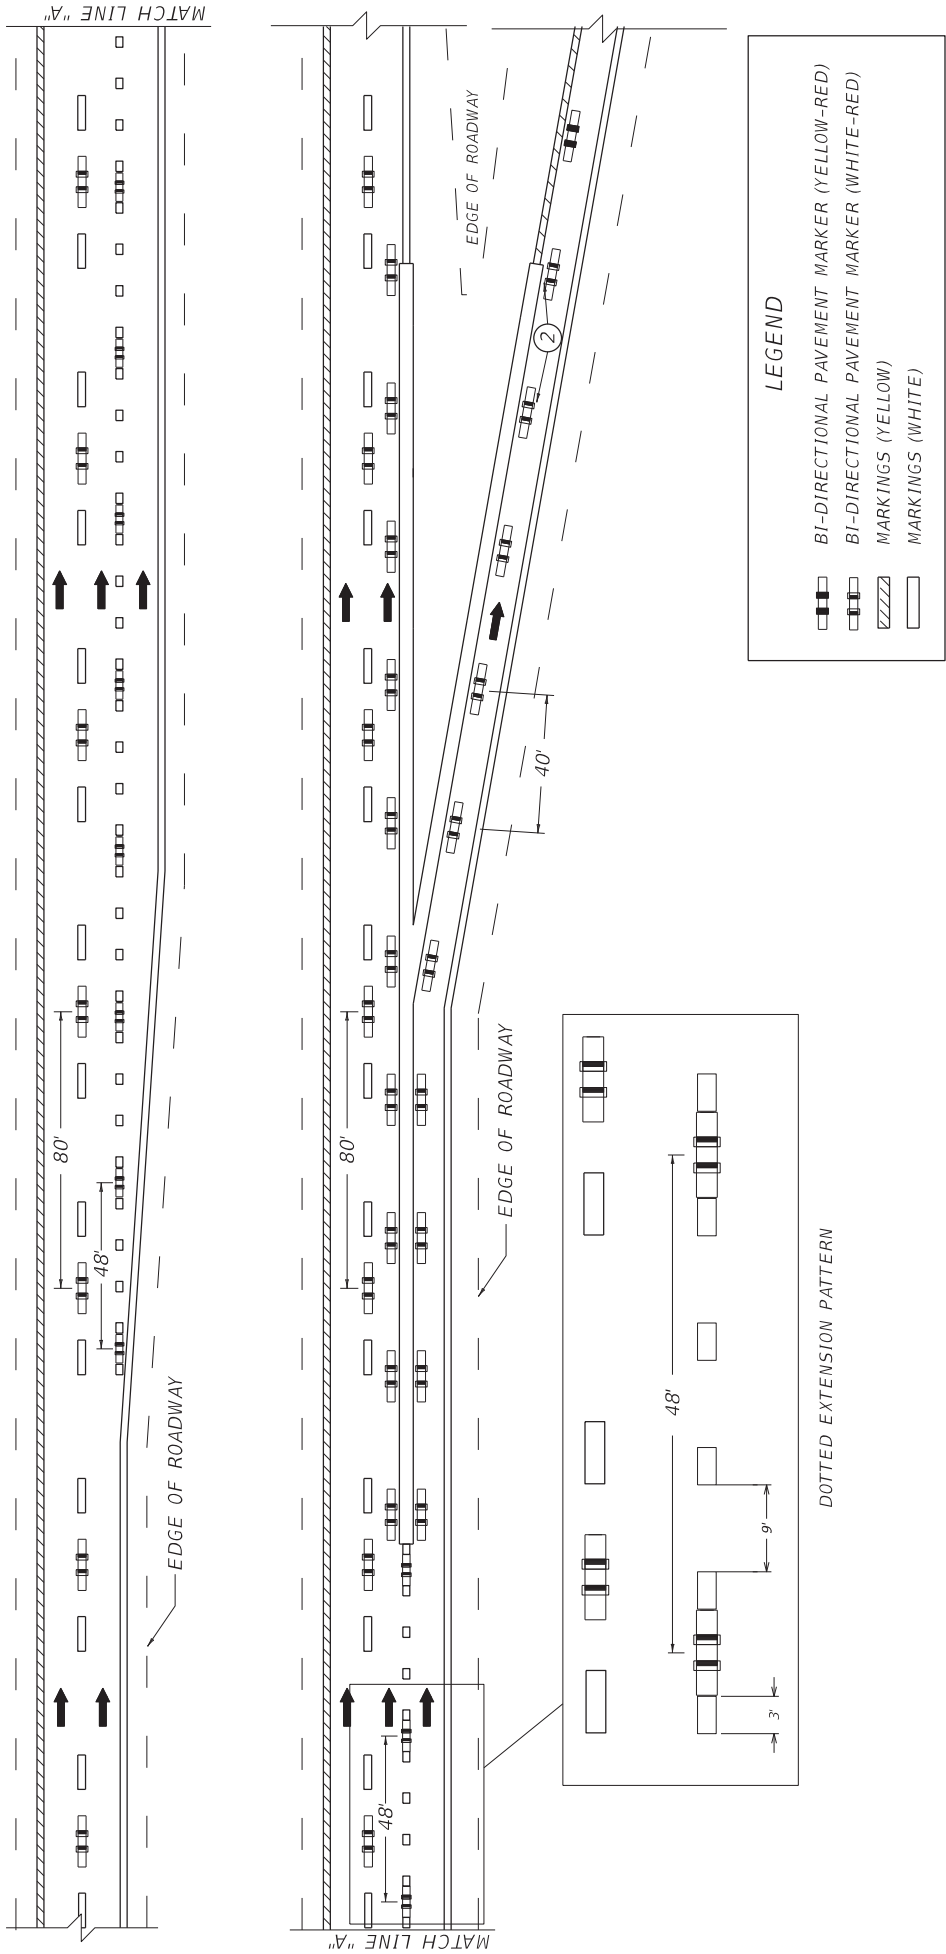 MATCH LINE "A"
80'
48'
EDGE OF ROADWAY
EDGE OF ROADWAY
2
40'
80'
EDGE OF ROADWAY
48'
MATCH LINE "A"
48'
9'
3'
DOTTED EXTENSION PATTERN
LEGEND
BI-DIRECTIONAL PAVEMENT MARKER (YELLOW-RED)
BI-DIRECTIONAL PAVEMENT MARKER (WHITE-RED)
MARKINGS (YELLOW)
MARKINGS (WHITE)